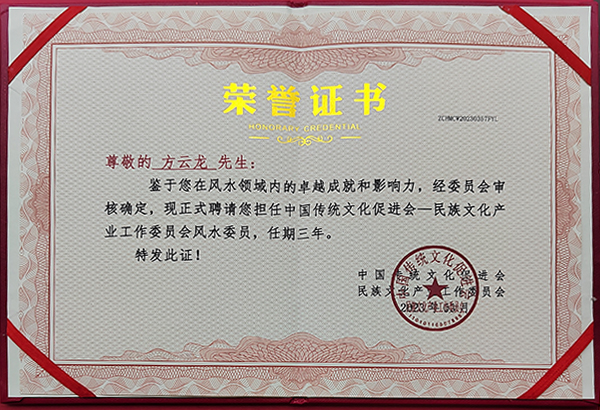 荣誉证书
HONORARY CREDENTIAL
ZCHMCW20230307FYL
尊敬的 方云龙 先生：
鉴于您在风水领域内的卓越成就和影响力，经委员会审
核确定，现正式聘请您担任中国传统文化促进会—民族文化产
业工作委员会风水委员，任期三年。
特发此证！
中国传统文化促进会
民族文化产业工作委员会